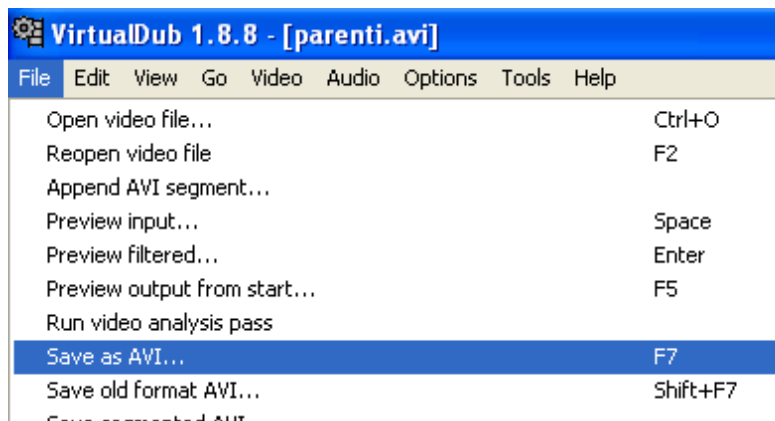 VirtualDub 1.8.8 - [parenti.avi]
File Edit View Go Video Audio Options Tools Help
Open video file... Ctrl+O
Reopen video file F2
Append AVI segment...
Preview input... Space
Preview filtered... Enter
Preview output from start... F5
Run video analysis pass
Save as AVI... F7
Save old format AVI... Shift+F7